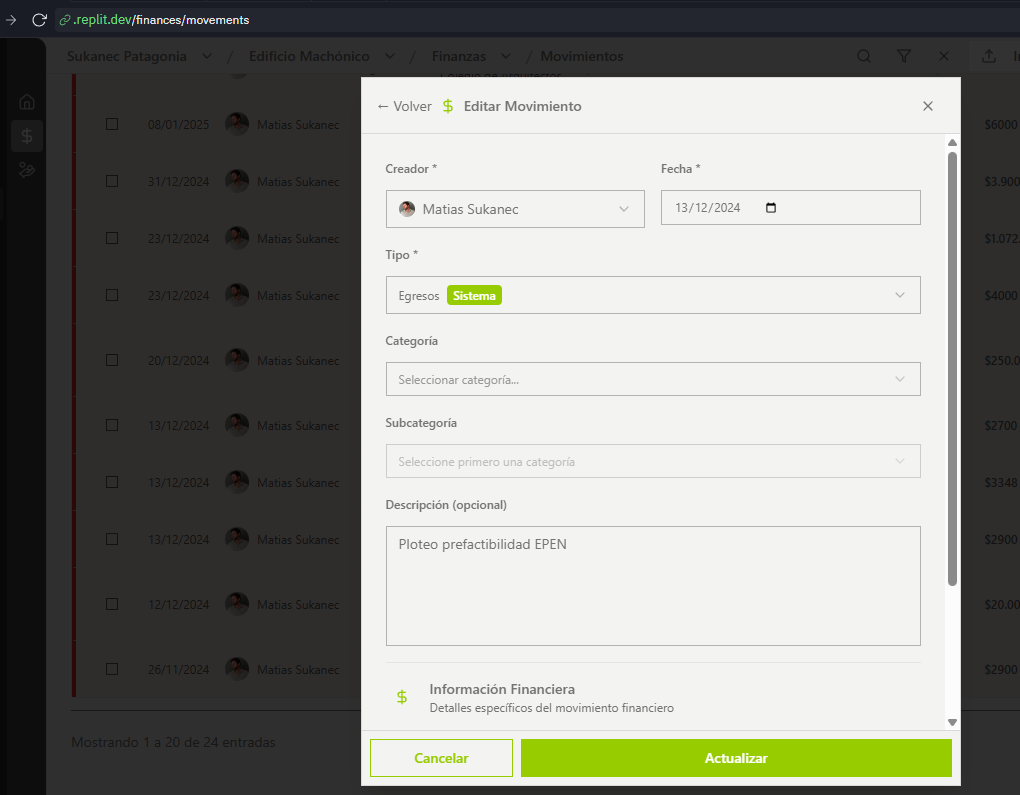 .replit.dev/finances/movements
Sukanec Patagonia / Edificio Machónico / Finanzas / Movimientos
← Volver $ Editar Movimiento
Creador * Fecha *
Matias Sukanec 13/12/2024
Tipo *
Egresos Sistema
Categoría
Seleccionar categoría...
Subcategoría
Seleccione primero una categoría
Descripción (opcional)
Ploteo prefactibilidad EPEN
$ Información Financiera
Detalles específicos del movimiento financiero
Cancelar Actualizar
08/01/2025 Matias Sukanec $6000
31/12/2024 Matias Sukanec $3.900
23/12/2024 Matias Sukanec $1.072.
23/12/2024 Matias Sukanec $4000
20/12/2024 Matias Sukanec $250.0
13/12/2024 Matias Sukanec $2700
13/12/2024 Matias Sukanec $3348
13/12/2024 Matias Sukanec $2900
12/12/2024 Matias Sukanec $20.00
26/11/2024 Matias Sukanec $2900
Mostrando 1 a 20 de 24 entradas